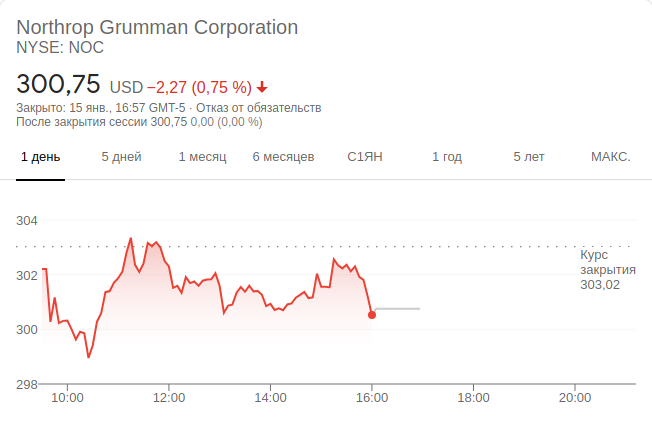 Northrop Grumman Corporation
NYSE: NOC
300,75 USD −2,27 (0,75 %)
Закрыто: 15 янв., 16:57 GMT-5 · Отказ от обязательств
После закрытия сессии 300,75 0,00 (0,00 %)
1 день 5 дней 1 месяц 6 месяцев С1ЯН 1 год 5 лет МАКС.
304
Курс
закрытия
303,02
302
300
298
10:00 12:00 14:00 16:00 18:00 20:00